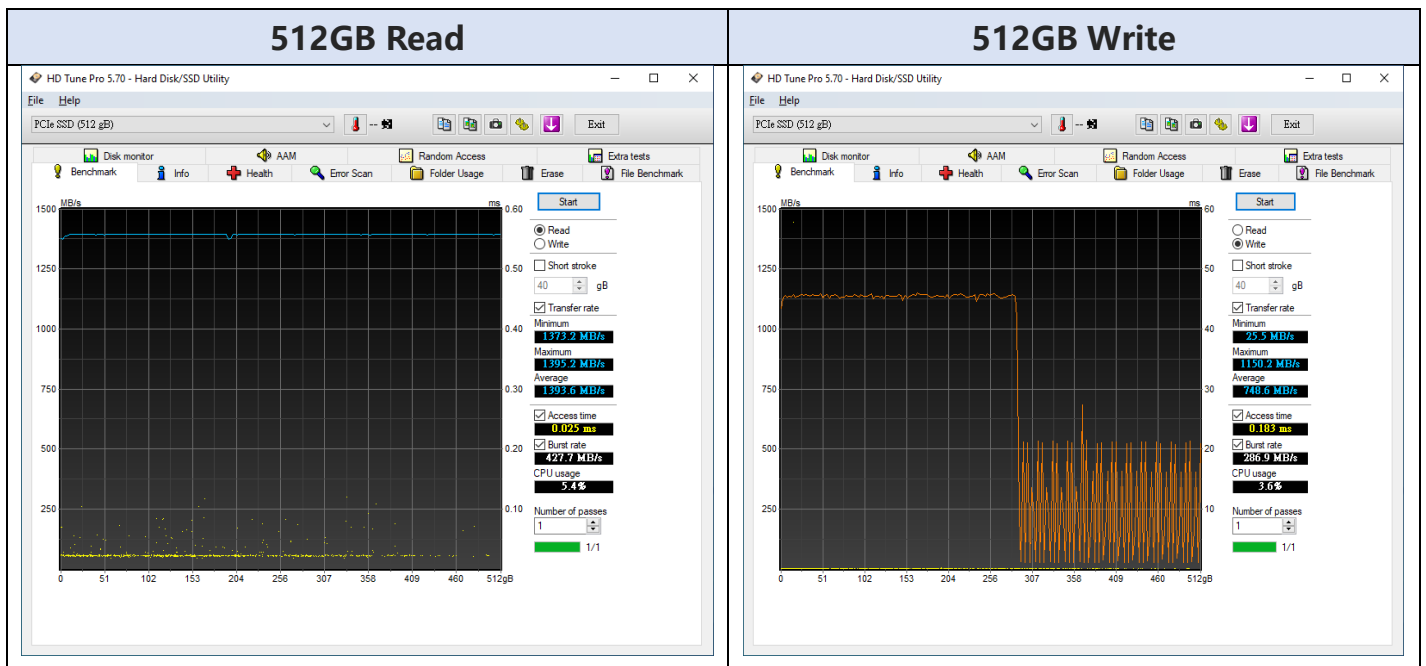 512GB Read
512GB Write
HD Tune Pro 5.70 - Hard Disk/SSD Utility
File Help
PCIe SSD (512 gB)
--
Exit
Disk monitor AAM Random Access Extra tests
Benchmark Info Health Error Scan Folder Usage Erase File Benchmark
MB/s
ms
1500
1250
1000
750
500
250
0.60
0.50
0.40
0.30
0.20
0.10
0 51 102 153 204 256 307 358 409 460 512gB
Start
Read
Write
Short stroke
40 gB
Transfer rate
Minimum
1373.2 MB/s
Maximum
1395.2 MB/s
Average
1393.6 MB/s
Access time
0.025 ms
Burst rate
427.7 MB/s
CPU usage
5.4%
Number of passes
1
1/1
HD Tune Pro 5.70 - Hard Disk/SSD Utility
File Help
PCIe SSD (512 gB)
--
Exit
Disk monitor AAM Random Access Extra tests
Benchmark Info Health Error Scan Folder Usage Erase File Benchmark
MB/s
ms
1500
1250
1000
750
500
250
60
50
40
30
20
10
0 51 102 153 204 256 307 358 409 460 512gB
Start
Read
Write
Short stroke
40 gB
Transfer rate
Minimum
25.5 MB/s
Maximum
1150.2 MB/s
Average
748.6 MB/s
Access time
0.183 ms
Burst rate
286.9 MB/s
CPU usage
3.6%
Number of passes
1
1/1